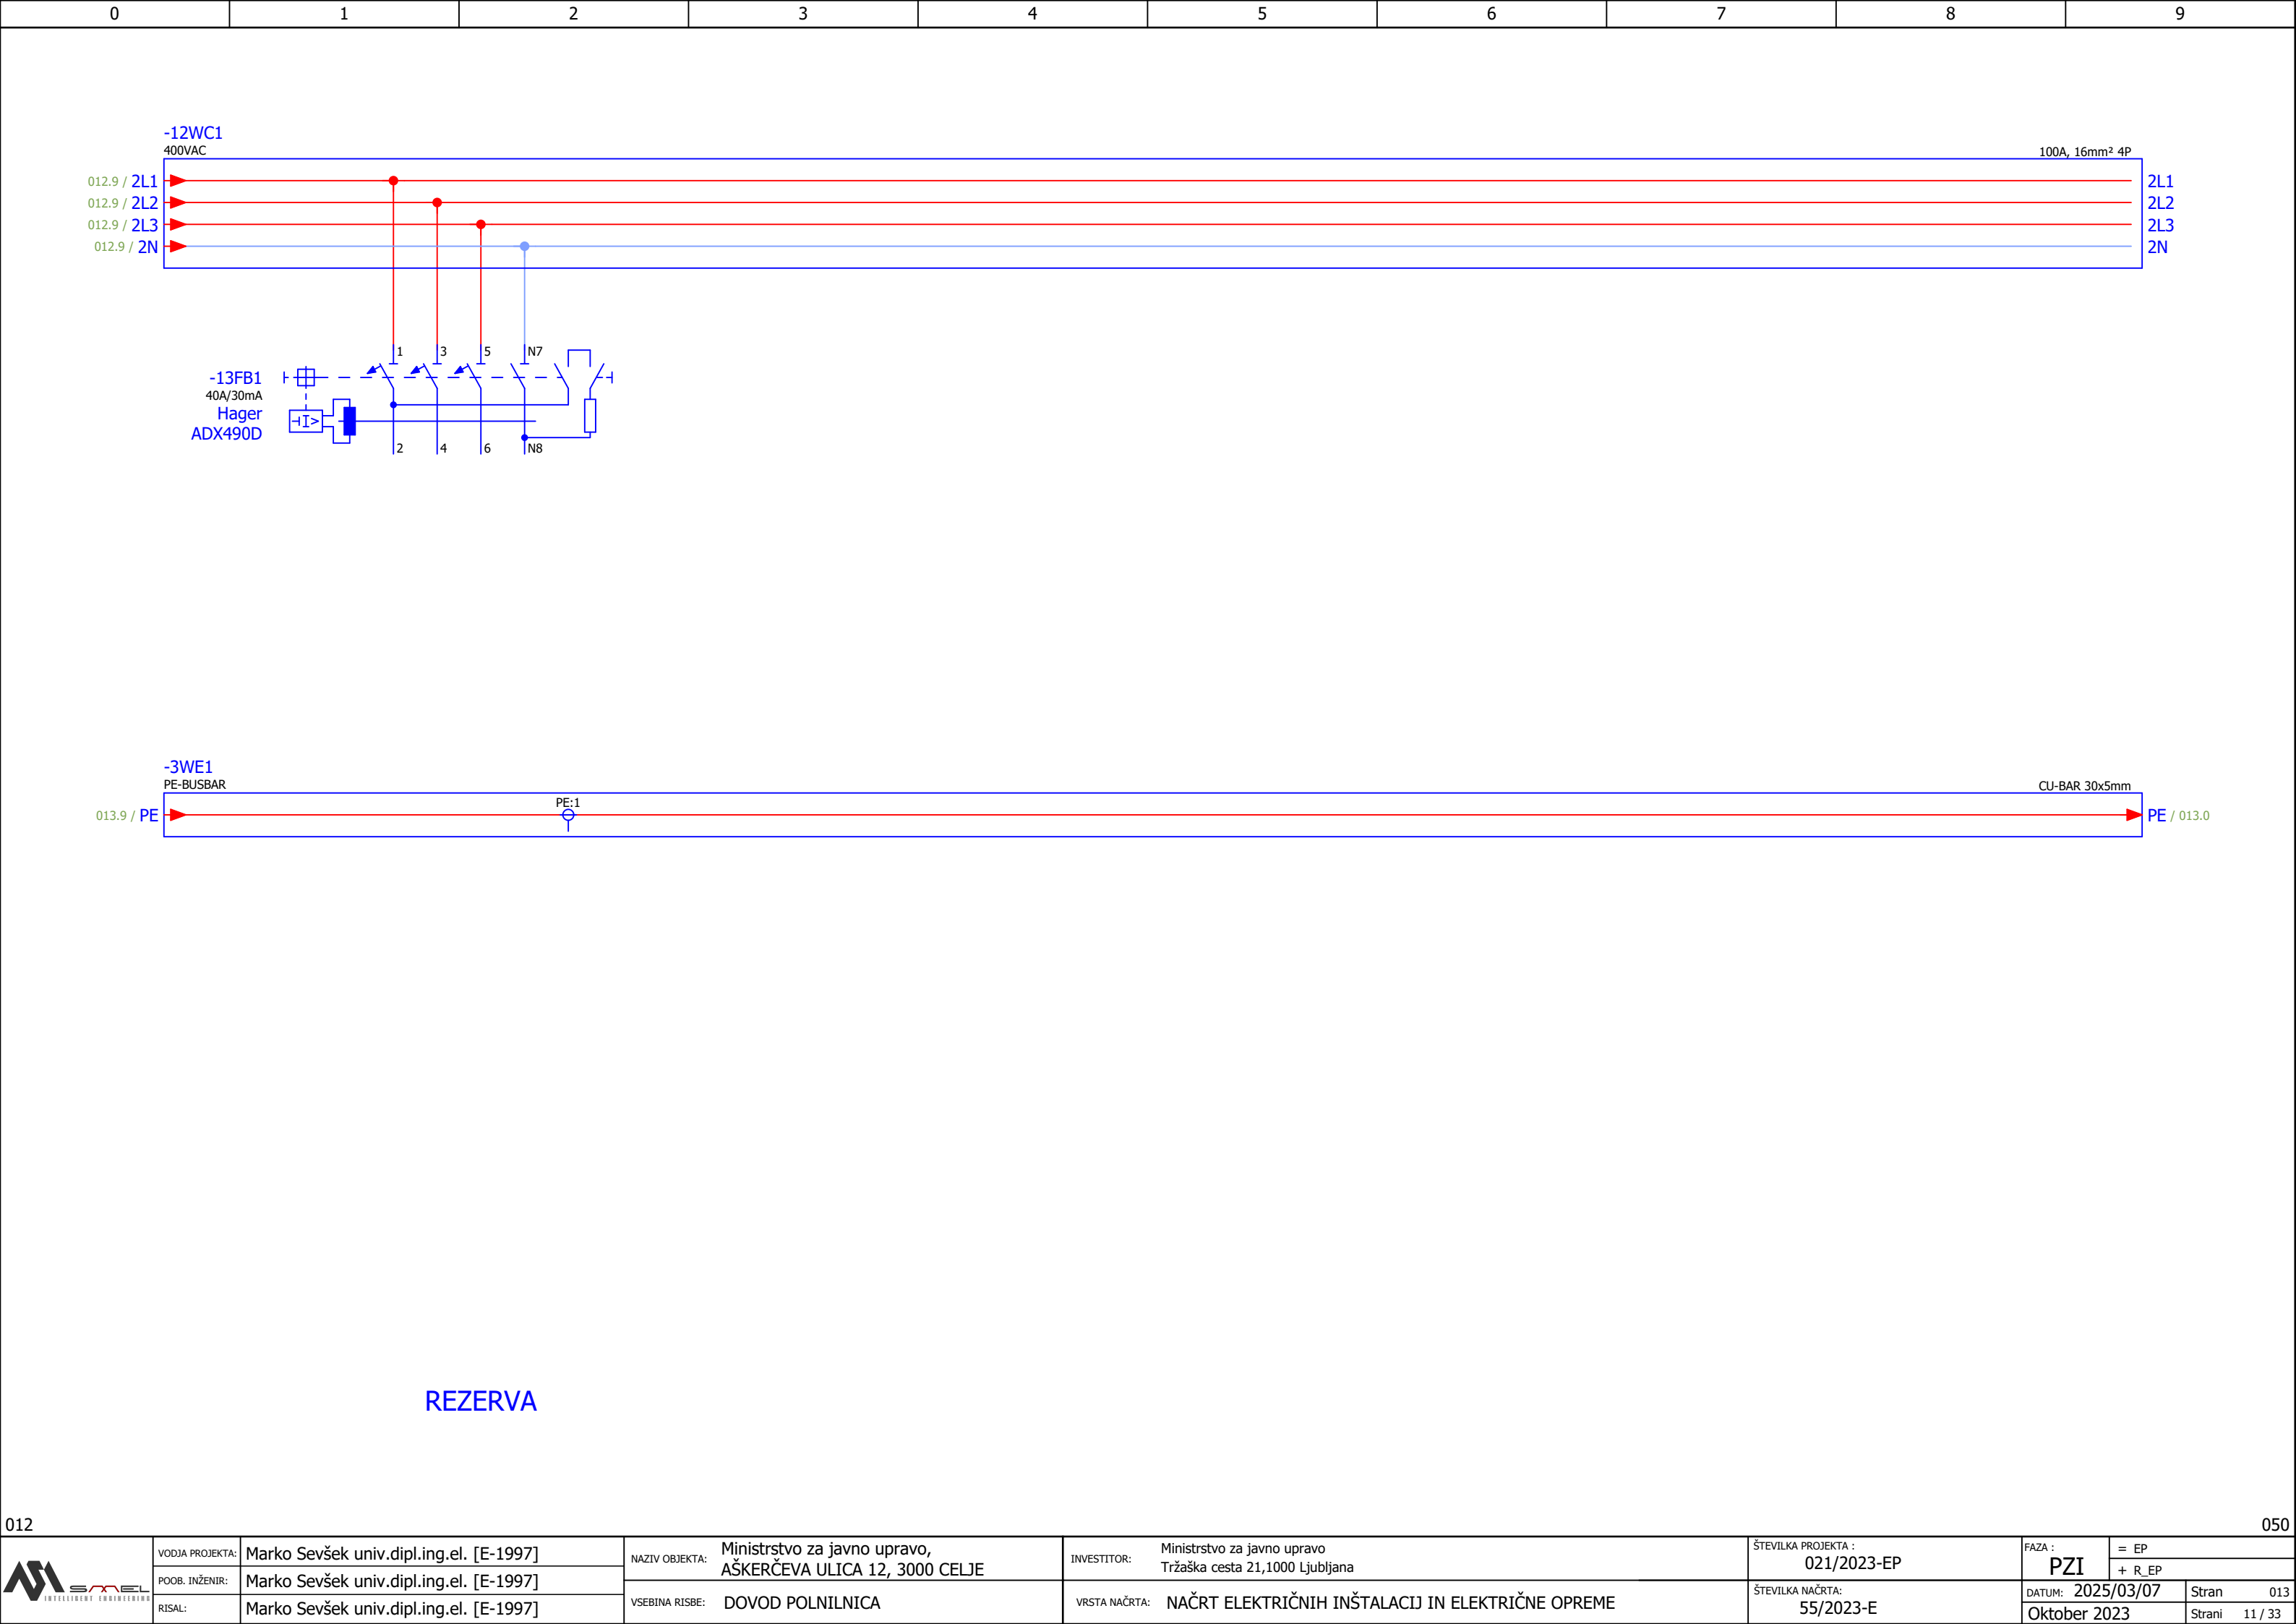 0 1 2 3 4 5 6 7 8 9
-12WC1
400VAC
100A, 16mm² 4P
012.9 / 2L1
2L1
012.9 / 2L2
2L2
012.9 / 2L3
2L3
012.9 / 2N
2N
1 3 5 N7
-13FB1
40A/30mA
Hager
ADX490D
I>
2 4 6 N8
-3WE1
PE-BUSBAR
CU-BAR 30x5mm
PE:1
013.9 / PE
PE / 013.0
REZERVA
012
050
SMEL
INTELLIGENT ENGINEERING
VODJA PROJEKTA: Marko Sevšek univ.dipl.ing.el. [E-1997]
POOB. INŽENIR: Marko Sevšek univ.dipl.ing.el. [E-1997]
RISAL: Marko Sevšek univ.dipl.ing.el. [E-1997]
NAZIV OBJEKTA: Ministrstvo za javno upravo,
AŠKERČEVA ULICA 12, 3000 CELJE
VSEBINA RISBE: DOVOD POLNILNICA
INVESTITOR: Ministrstvo za javno upravo
Tržaška cesta 21,1000 Ljubljana
VRSTA NAČRTA: NAČRT ELEKTRIČNIH INŠTALACIJ IN ELEKTRIČNE OPREME
ŠTEVILKA PROJEKTA :
021/2023-EP
ŠTEVILKA NAČRTA:
55/2023-E
FAZA :
PZI
= EP
+ R_EP
DATUM: 2025/03/07
Oktober 2023
Stran 013
Strani 11 / 33